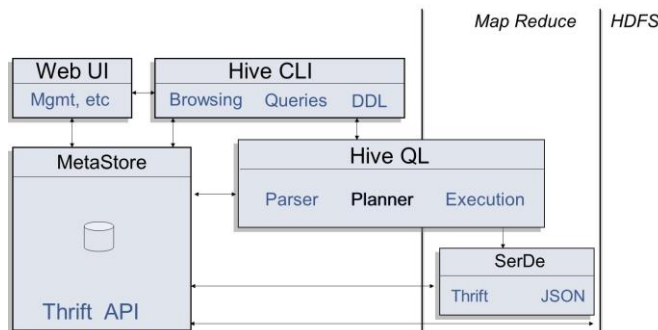 Map Reduce HDFS
Web UI Hive CLI
Mgmt, etc Browsing Queries DDL
MetaStore Hive QL
Parser Planner Execution
SerDe
Thrift API Thrift JSON